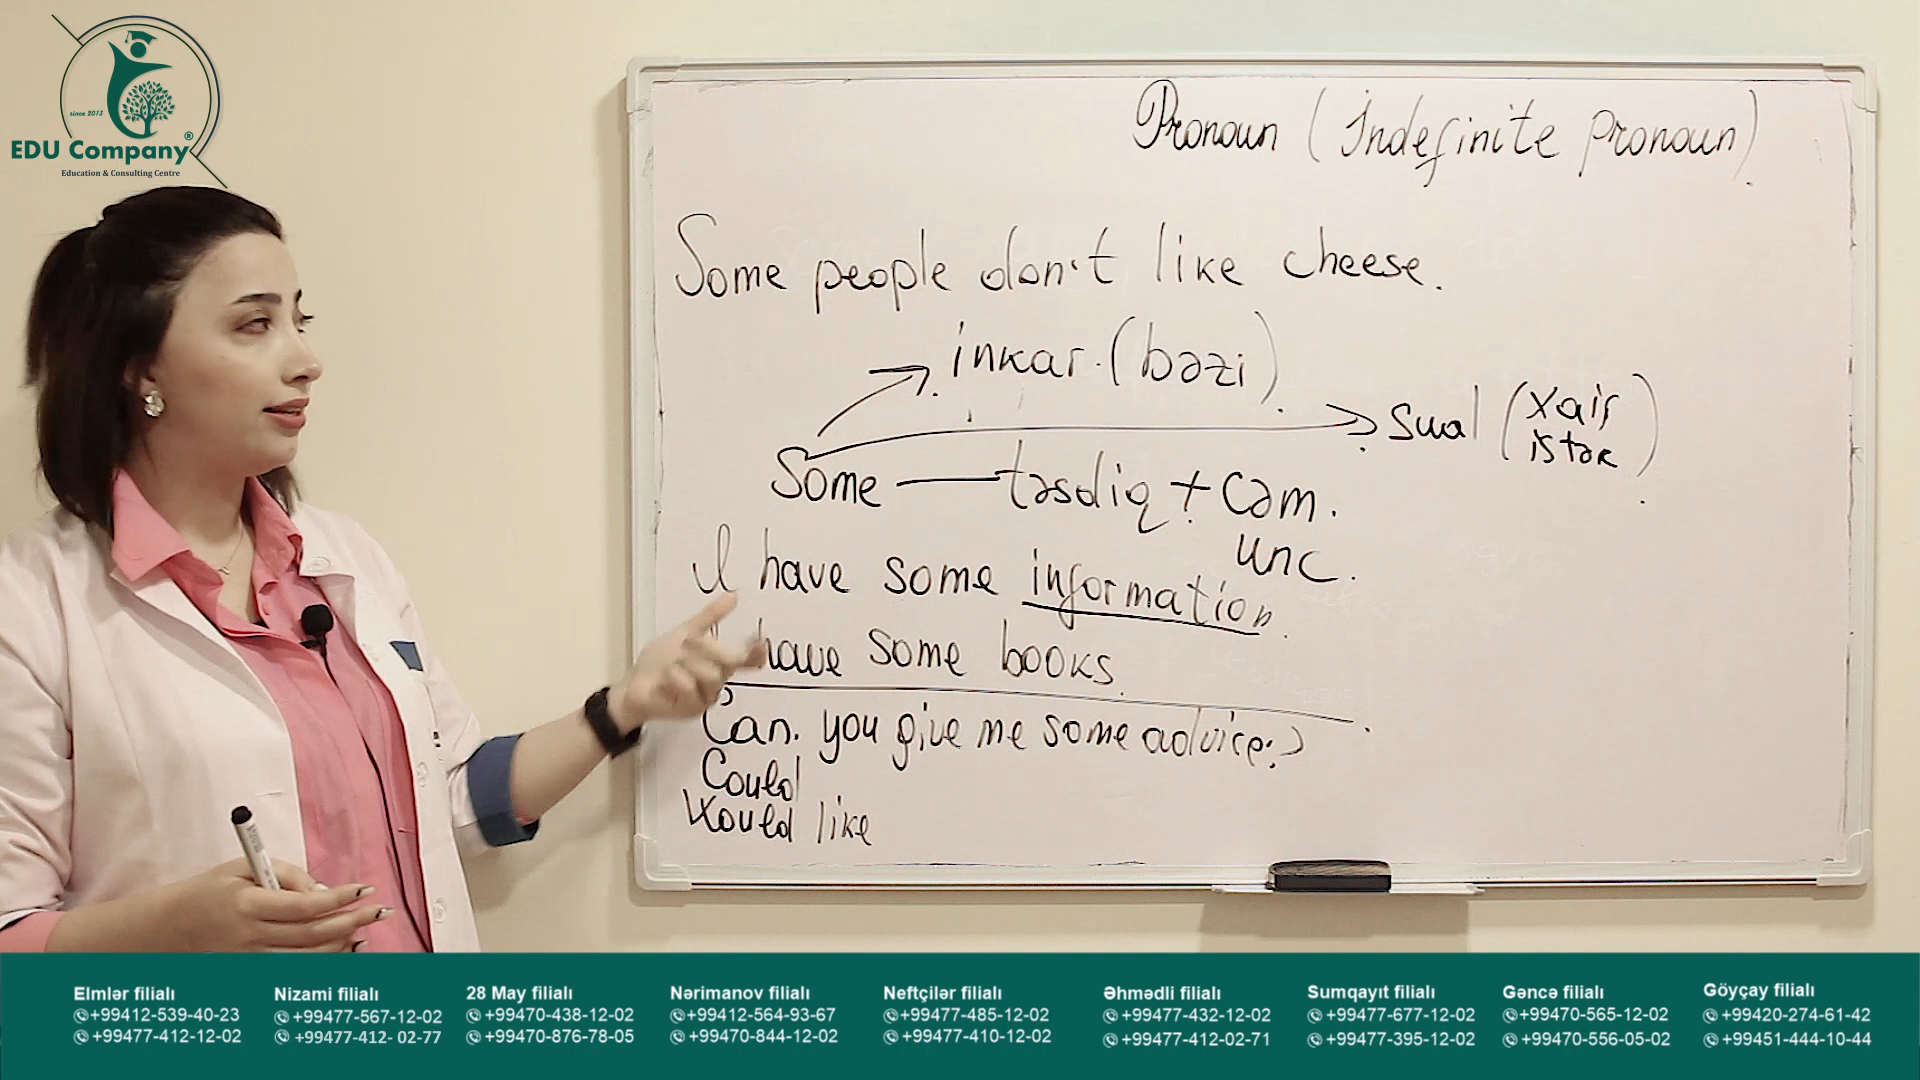 since 2013
EDU Company®
Education & Consulting Centre
Pronoun (Indefinite pronoun).
Some people don't like cheese.
inkar. (bəzi).
sual (xair
istək).
Some — təsdiq + cəm.
unc.
I have some information.
I have some books.
Can. you give me some advice?
Could
Would like
Elmlər filialı
+99412-539-40-23
+99477-412-12-02
Nizami filialı
+99477-567-12-02
+99477-412- 02-77
28 May filialı
+99470-438-12-02
+99470-876-78-05
Nərimanov filialı
+99412-564-93-67
+99470-844-12-02
Neftçilər filialı
+99477-485-12-02
+99477-410-12-02
Əhmədli filialı
+99477-432-12-02
+99477-412-02-71
Sumqayıt filialı
+99477-677-12-02
+99477-395-12-02
Gəncə filialı
+99470-565-12-02
+99470-556-05-02
Göyçay filialı
+99420-274-61-42
+99451-444-10-44